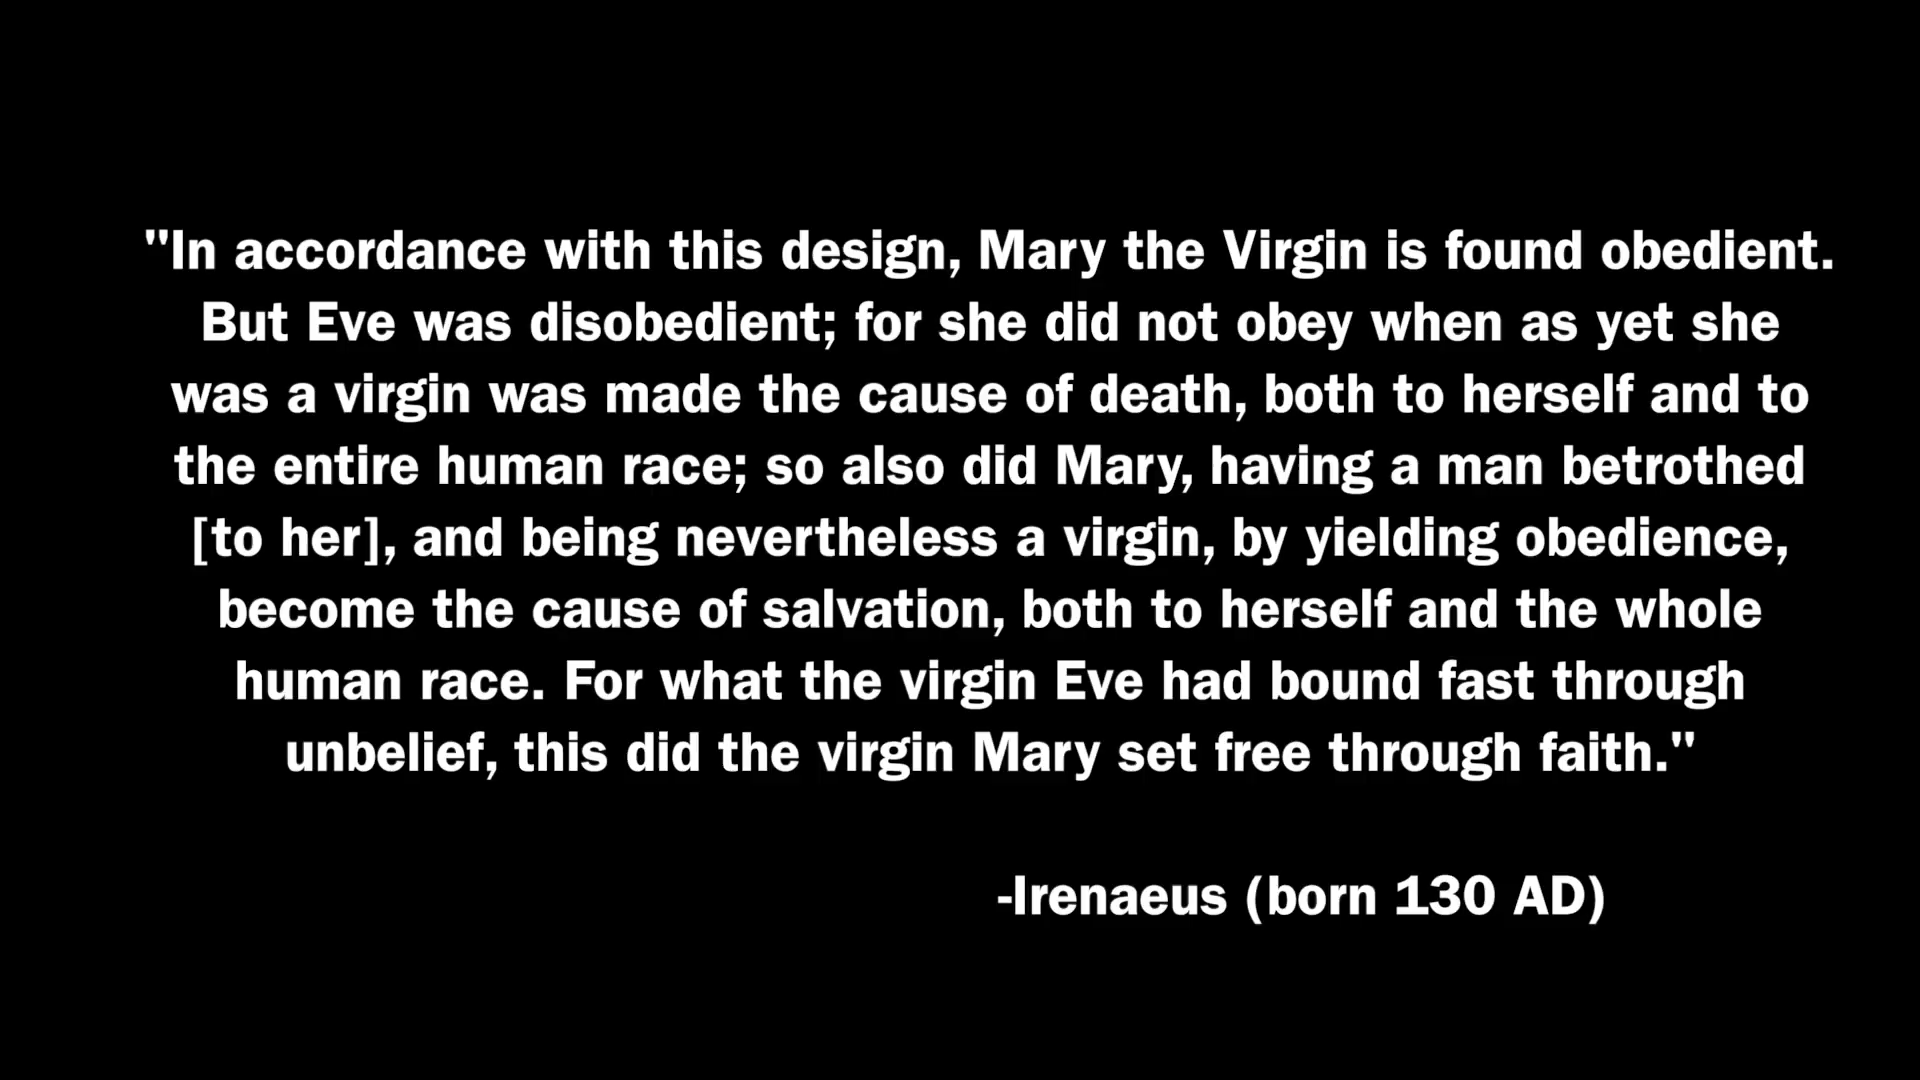 "In accordance with this design, Mary the Virgin is found obedient.
But Eve was disobedient; for she did not obey when as yet she
was a virgin was made the cause of death, both to herself and to
the entire human race; so also did Mary, having a man betrothed
[to her], and being nevertheless a virgin, by yielding obedience,
become the cause of salvation, both to herself and the whole
human race. For what the virgin Eve had bound fast through
unbelief, this did the virgin Mary set free through faith."
-Irenaeus (born 130 AD)